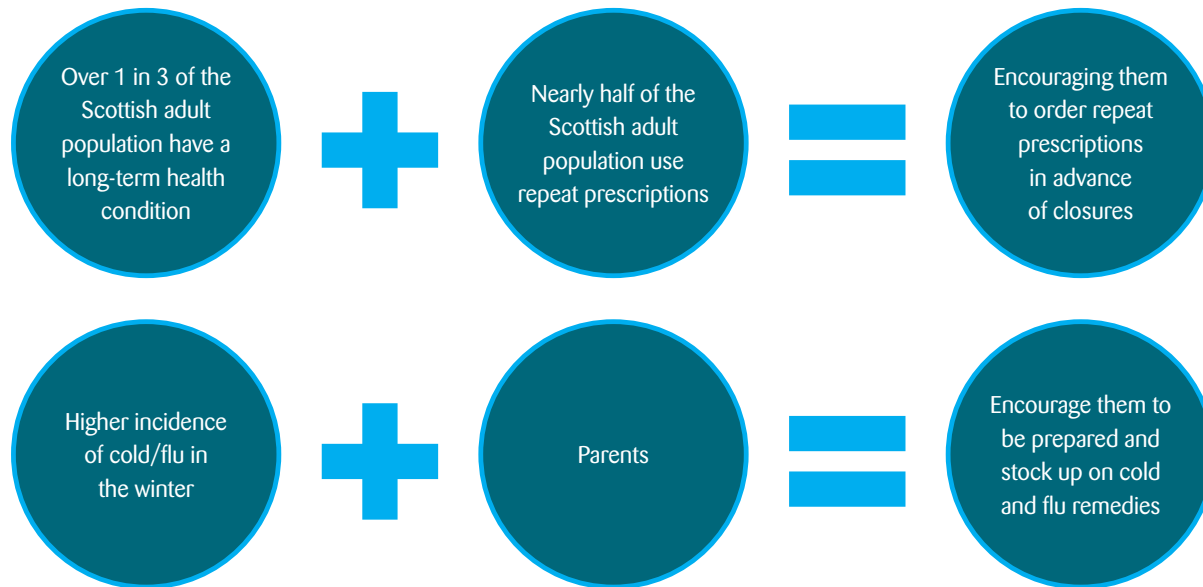 Over 1 in 3 of the
Scottish adult
population have a
long-term health
condition
Nearly half of the
Scottish adult
population use
repeat prescriptions
Encouraging them
to order repeat
prescriptions
in advance
of closures
Higher incidence
of cold/flu in
the winter
Parents
Encourage them to
be prepared and
stock up on cold
and flu remedies